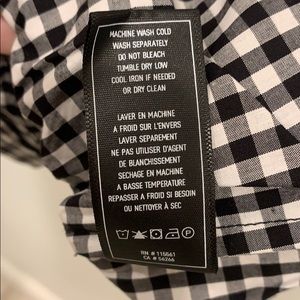 MACHINE WASH COLD
WASH SEPARATELY
DO NOT BLEACH
TUMBLE DRY LOW
COOL IRON IF NEEDED
OR DRY CLEAN
LAVER EN MACHINE
A FROID SUR L'ENVERS
LAVER SEPAREMENT
NE PAS UTILISER D'AGENT
DE BLANCHISSEMENT
SECHAGE EN MACHINE
A BASSE TEMPERATURE
REPASSER A FROID SI BESOIN
OU NETTOYER À SEC
RN # 115561
CA # 56266